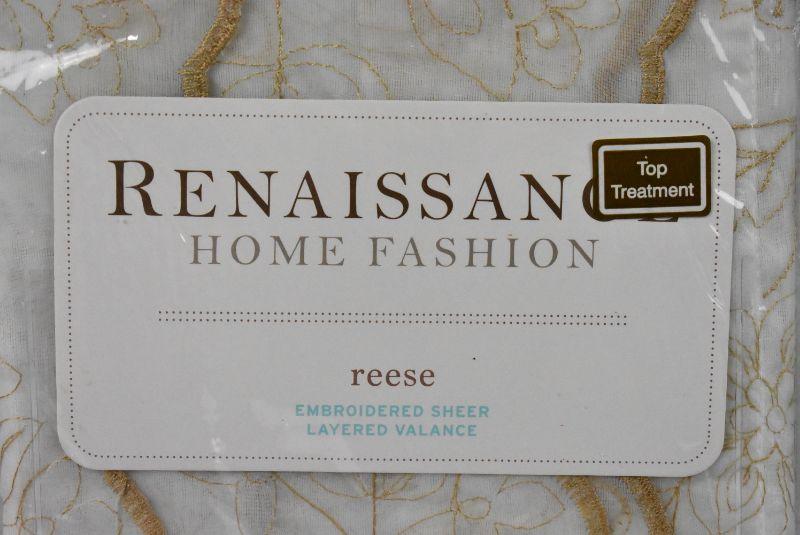 RENAISSANC
HOME FASHION
Top
Treatment
reese
EMBROIDERED SHEER
LAYERED VALANCE